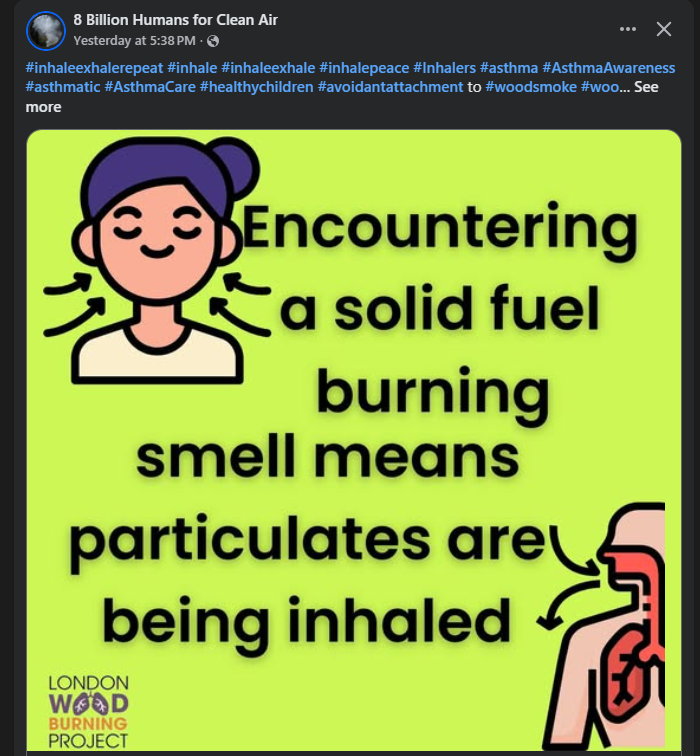 8 Billion Humans for Clean Air
Yesterday at 5:38 PM ·
#inhaleexhalerepeat #inhale #inhaleexhale #inhalepeace #Inhalers #asthma #AsthmaAwareness
#asthmatic #AsthmaCare #healthychildren #avoidantattachment to #woodsmoke #woo... See
more
Encountering
a solid fuel
burning
smell means
particulates are
being inhaled
LONDON
WOOD
BURNING
PROJECT